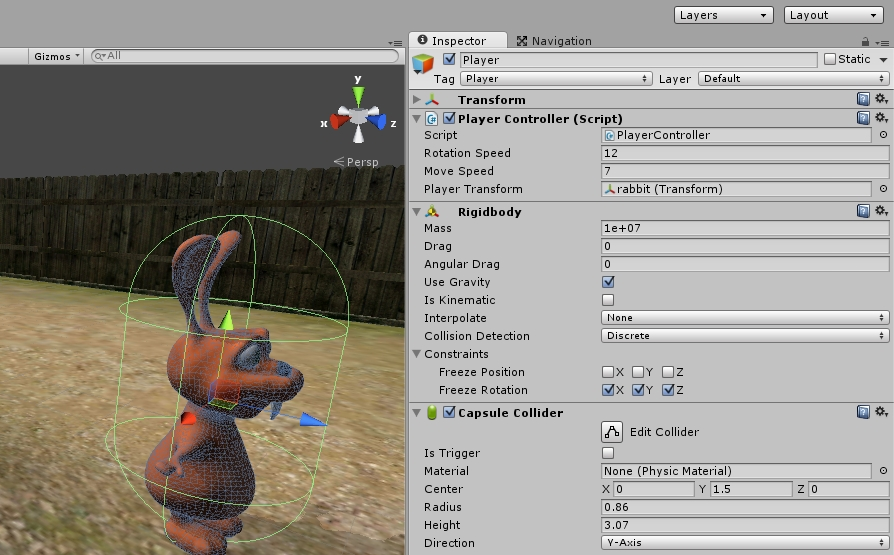 Layers Layout
Inspector Navigation
Gizmos All
Player Static
Tag Player Layer Default
Transform
Player Controller (Script)
Script PlayerController
Rotation Speed 12
Move Speed 7
Player Transform rabbit (Transform)
Rigidbody
Mass 1e+07
Drag 0
Angular Drag 0
Use Gravity
Is Kinematic
Interpolate None
Collision Detection Discrete
Constraints
Freeze Position X Y Z
Freeze Rotation X Y Z
Capsule Collider
Edit Collider
Is Trigger
Material None (Physic Material)
Center X 0 Y 1.5 Z 0
Radius 0.86
Height 3.07
Direction Y-Axis
y
x z
Persp